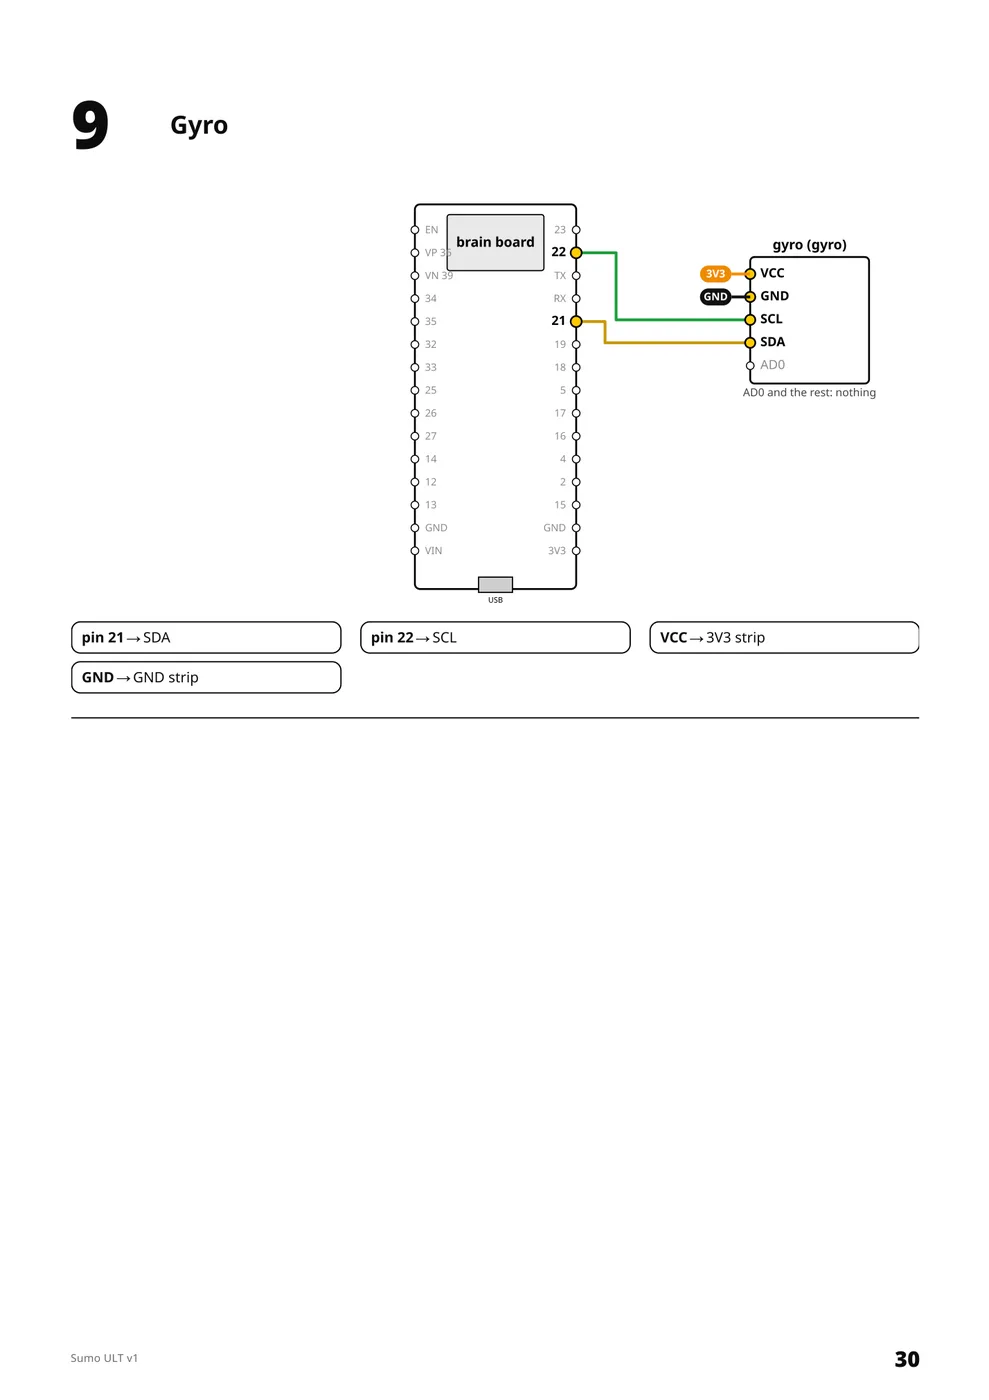 9 Gyro
brain board
EN 23
VP 36 22
VN 39 TX
34 RX
35 21
32 19
33 18
25 5
26 17
27 16
14 4
12 2
13 15
GND GND
VIN 3V3
USB
gyro (gyro)
3V3 VCC
GND GND
SCL
SDA
AD0
AD0 and the rest: nothing
pin 21→SDA
pin 22→SCL
VCC→3V3 strip
GND→GND strip
Sumo ULT v1
30